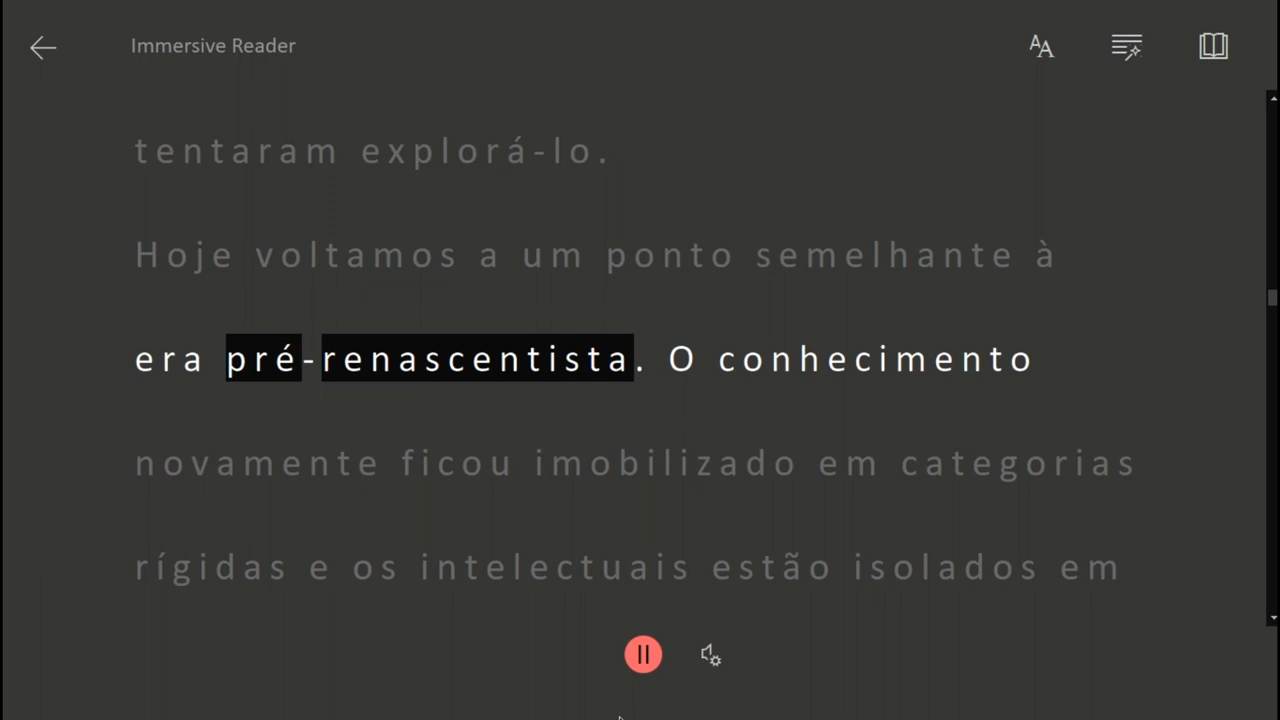 Immersive Reader
tentaram explorá-lo.
Hoje voltamos a um ponto semelhante à
era pré-renascentista. O conhecimento
novamente ficou imobilizado em categorias
rígidas e os intelectuais estão isolados em